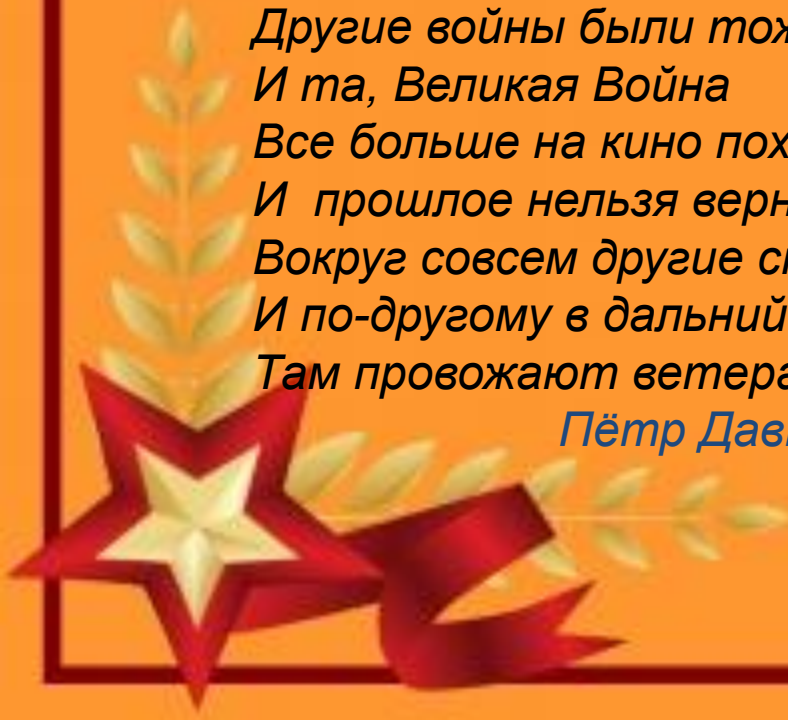 Другие войны были
И та, Великая Война
Все больше на кино
И прошлое нельзя
Вокруг совсем другие
И по-другому в дальний
Там провожают
Пётр